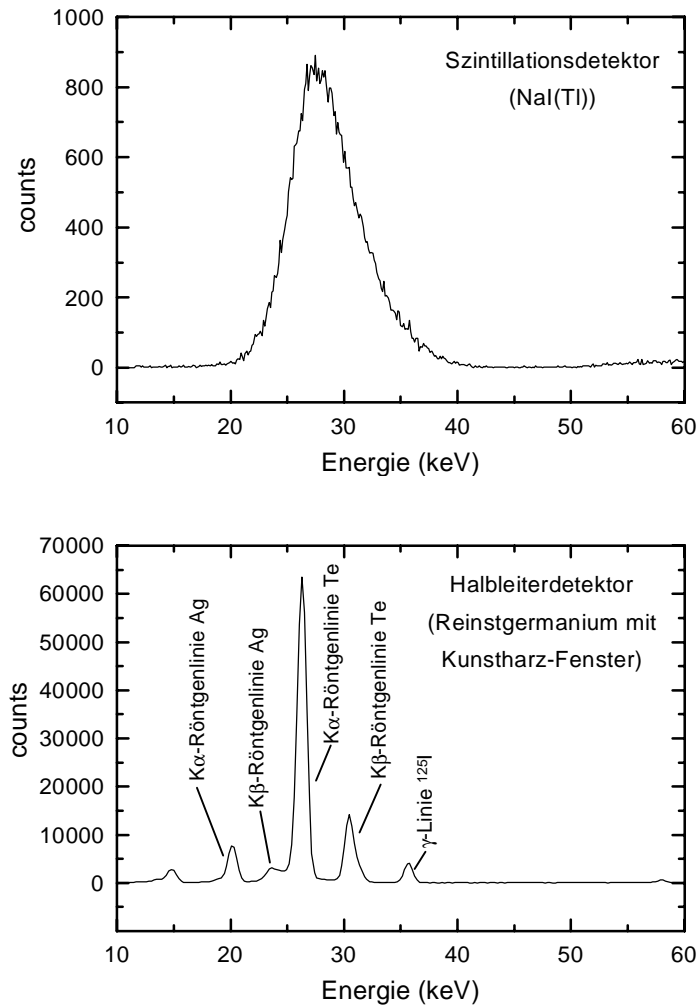 1000
800
600
400
200
0
counts
Szintillationsdetektor
(NaI(Tl))
10 20 30 40 50 60
Energie (keV)
70000
60000
50000
40000
30000
20000
10000
0
counts
Kα-Röntgenlinie Ag
Kβ-Röntgenlinie Ag
Kα-Röntgenlinie Te
Kβ-Röntgenlinie Te
γ-Linie ¹²⁵I
Halbleiterdetektor
(Reinstgermanium mit
Kunstharz-Fenster)
10 20 30 40 50 60
Energie (keV)